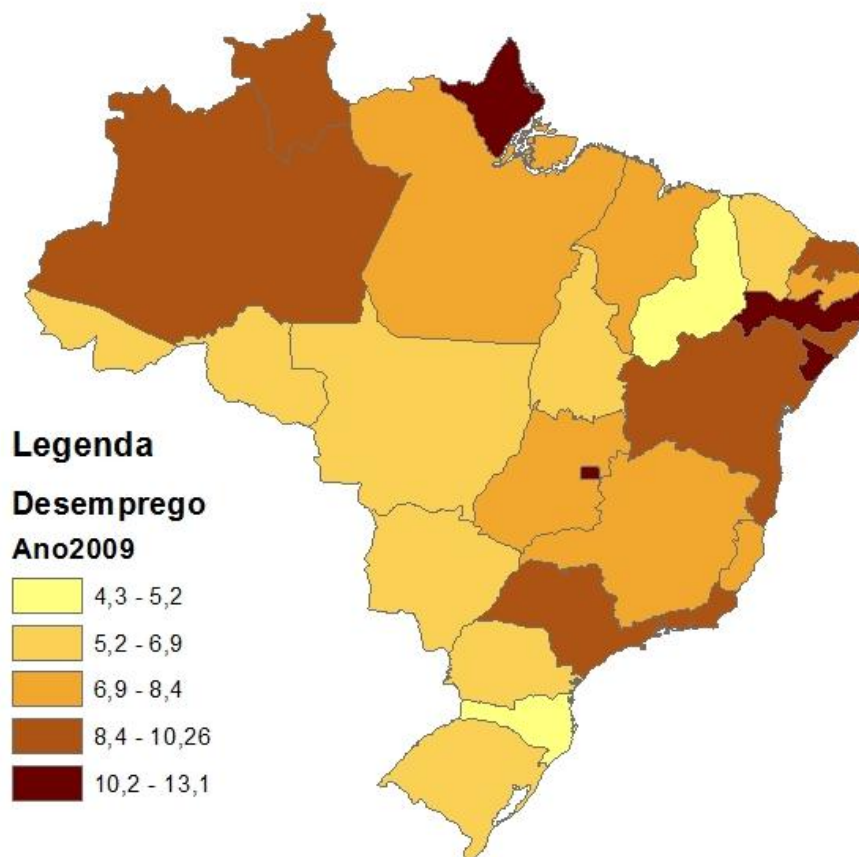 Legenda
Desemprego
Ano2009
4,3 - 5,2
5,2 - 6,9
6,9 - 8,4
8,4 - 10,26
10,2 - 13,1